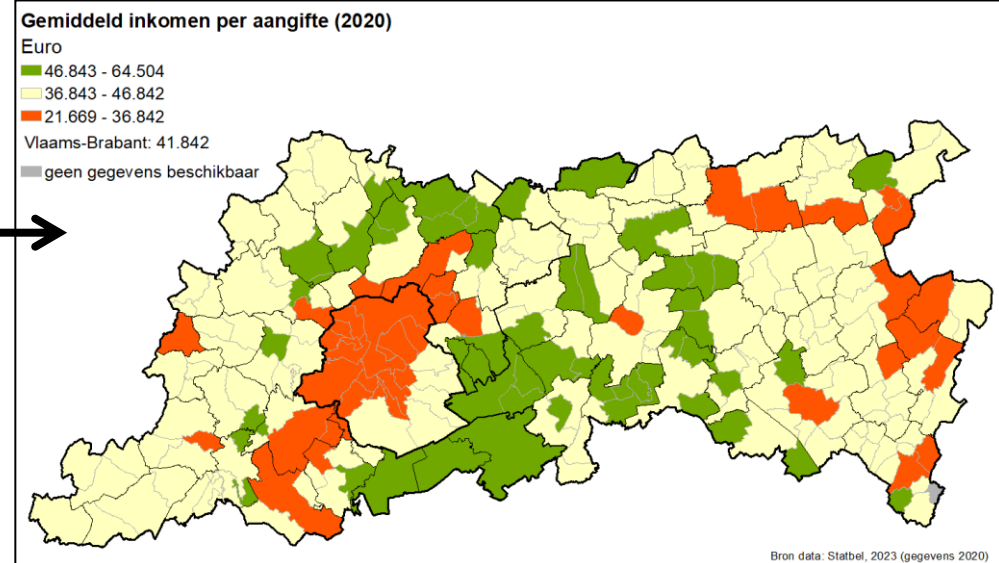 Gemiddeld inkomen per aangifte (2020)
Euro
46.843 - 64.504
36.843 - 46.842
21.669 - 36.842
Vlaams-Brabant: 41.842
geen gegevens beschikbaar
Bron data: Statbel, 2023 (gegevens 2020)